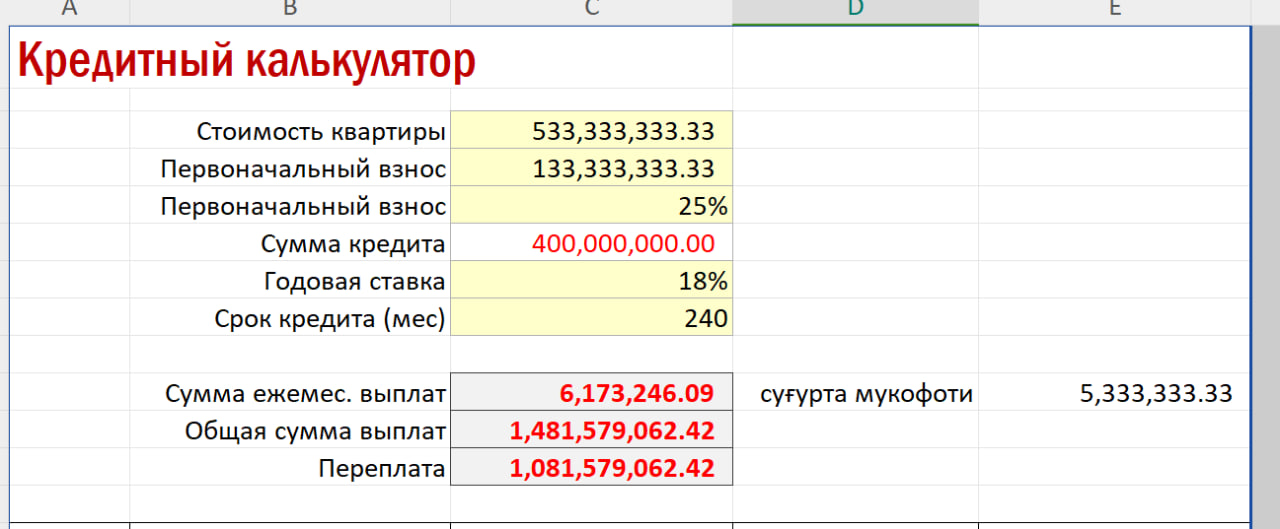 A B C D E
Кредитный калькулятор
Стоимость квартиры 533,333,333.33
Первоначальный взнос 133,333,333.33
Первоначальный взнос 25%
Сумма кредита 400,000,000.00
Годовая ставка 18%
Срок кредита (мес) 240
Сумма ежемес. выплат 6,173,246.09 суғурта мукофоти 5,333,333.33
Общая сумма выплат 1,481,579,062.42
Переплата 1,081,579,062.42